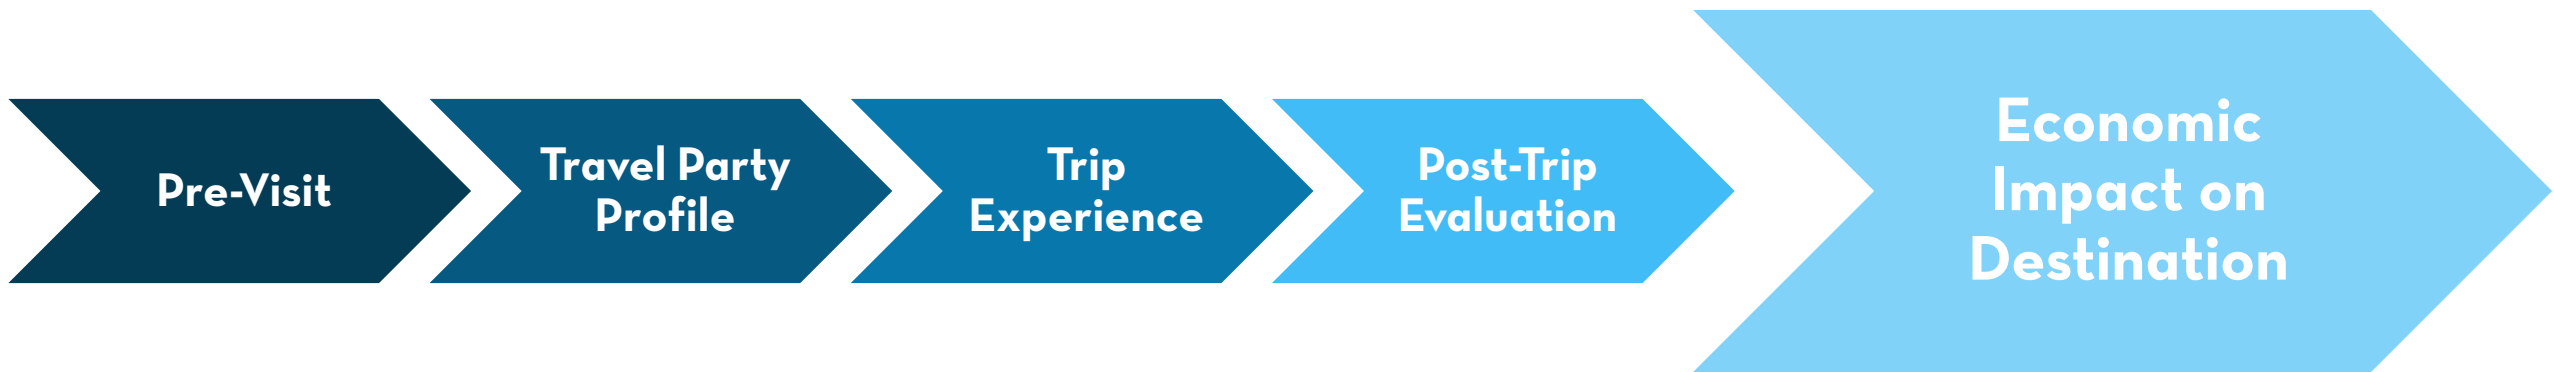 Pre-Visit
Travel Party
Profile
Trip
Experience
Post-Trip
Evaluation
Economic
Impact on
Destination